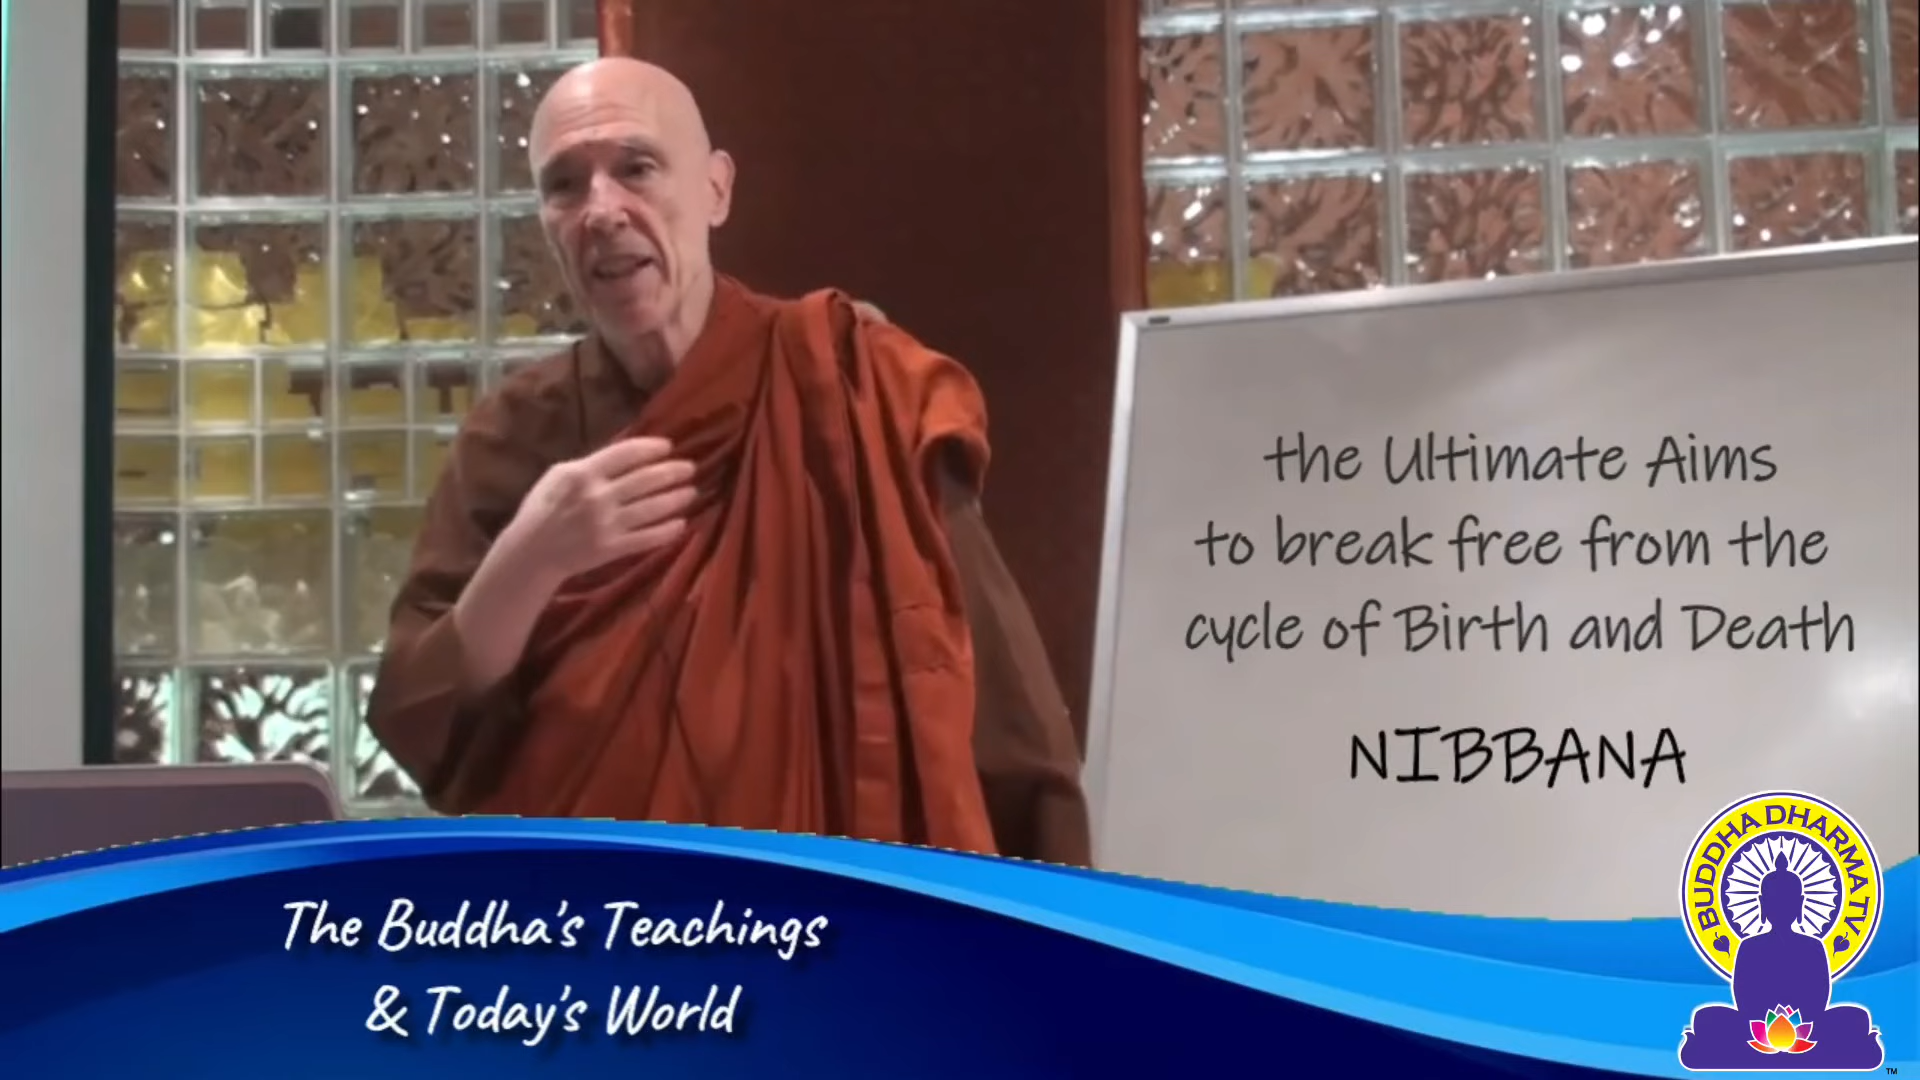 the Ultimate Aims
to break free from the
cycle of Birth and Death
NIBBANA
The Buddha's Teachings
& Today's World
BUDDHA DHARMA TV
TM